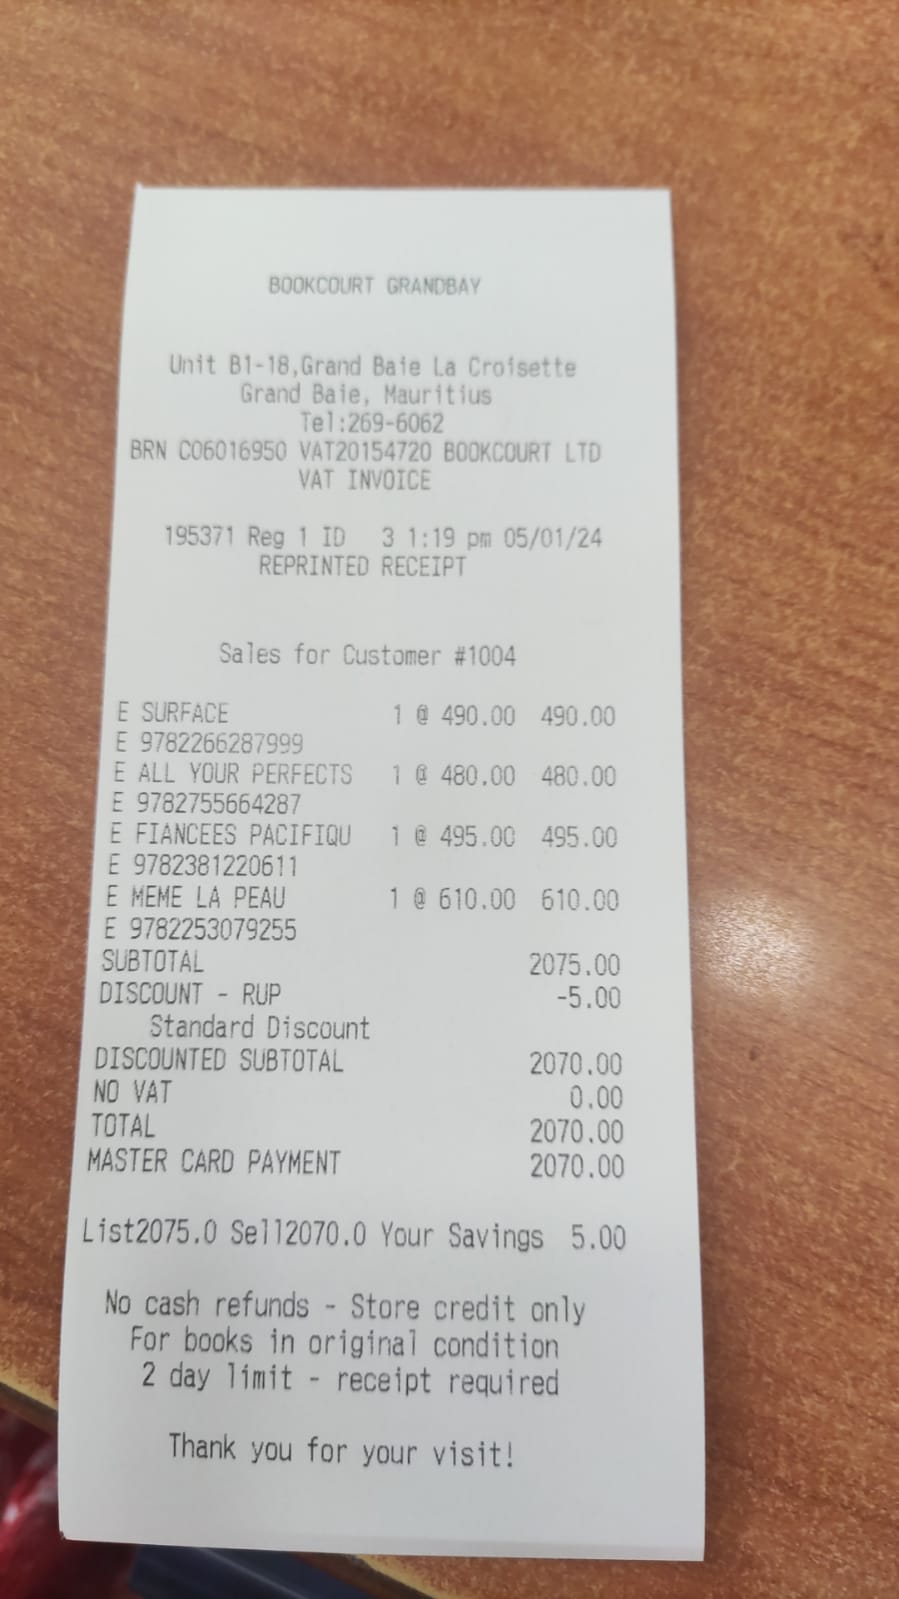 BOOKCOURT GRANDBAY
Unit B1-18,Grand Baie La Croisette
Grand Baie, Mauritius
Tel:269-6062
BRN C06016950 VAT20154720 BOOKCOURT LTD
VAT INVOICE
195371 Reg 1 ID 3 1:19 pm 05/01/24
REPRINTED RECEIPT
Sales for Customer #1004
E SURFACE 1 @ 490.00 490.00
E 9782266287999
E ALL YOUR PERFECTS 1 @ 480.00 480.00
E 9782755664287
E FIANCEES PACIFIQU 1 @ 495.00 495.00
E 9782381220611
E MEME LA PEAU 1 @ 610.00 610.00
E 9782253079255
SUBTOTAL 2075.00
DISCOUNT - RUP -5.00
Standard Discount
DISCOUNTED SUBTOTAL 2070.00
NO VAT 0.00
TOTAL 2070.00
MASTER CARD PAYMENT 2070.00
List2075.0 Sell2070.0 Your Savings 5.00
No cash refunds - Store credit only
For books in original condition
2 day limit - receipt required
Thank you for your visit!